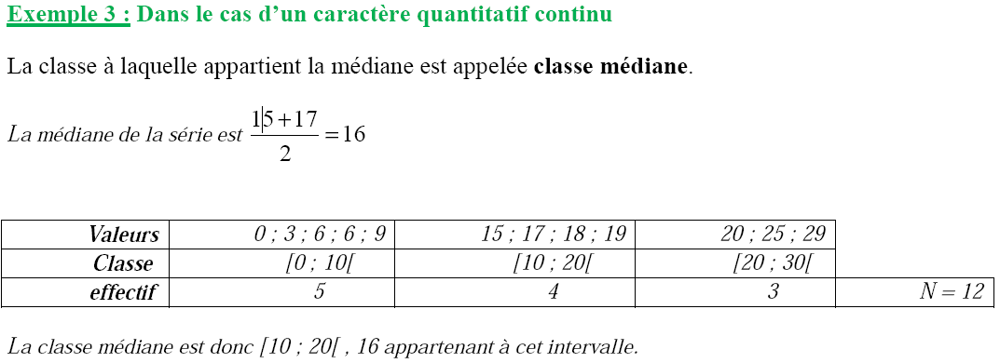 Exemple 3 : Dans le cas d’un caractère quantitatif continu
La classe à laquelle appartient la médiane est appelée classe médiane.
La médiane de la série est (15+17)/2 = 16
Valeurs 0 ; 3 ; 6 ; 6 ; 9 15 ; 17 ; 18 ; 19 20 ; 25 ; 29
Classe [0 ; 10[ [10 ; 20[ [20 ; 30[
effectif 5 4 3 N = 12
La classe médiane est donc [10 ; 20[ , 16 appartenant à cet intervalle.